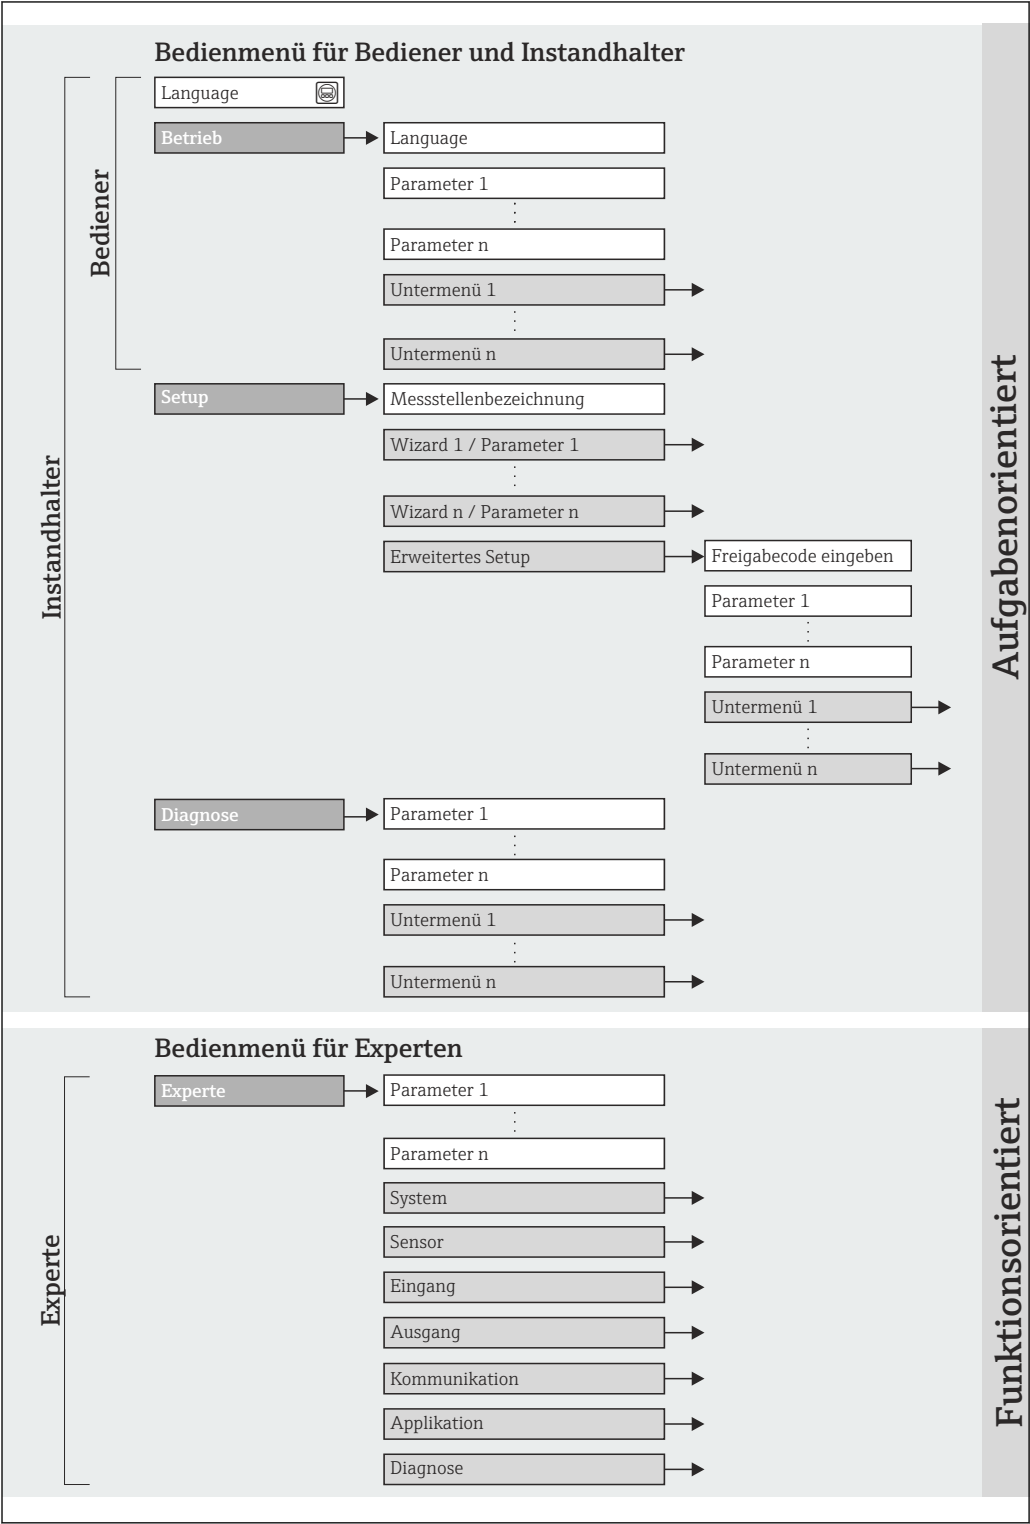 Bedienmenü für Bediener und Instandhalter
Language
Betrieb
Language
Parameter 1
Parameter n
Untermenü 1
Untermenü n
Bediener
Setup
Messstellenbezeichnung
Wizard 1 / Parameter 1
Wizard n / Parameter n
Erweitertes Setup
Freigabecode eingeben
Parameter 1
Parameter n
Untermenü 1
Untermenü n
Diagnose
Parameter 1
Parameter n
Untermenü 1
Untermenü n
Instandhalter
Aufgabenorientiert
Bedienmenü für Experten
Experte
Parameter 1
Parameter n
System
Sensor
Eingang
Ausgang
Kommunikation
Applikation
Diagnose
Experte
Funktionsorientiert